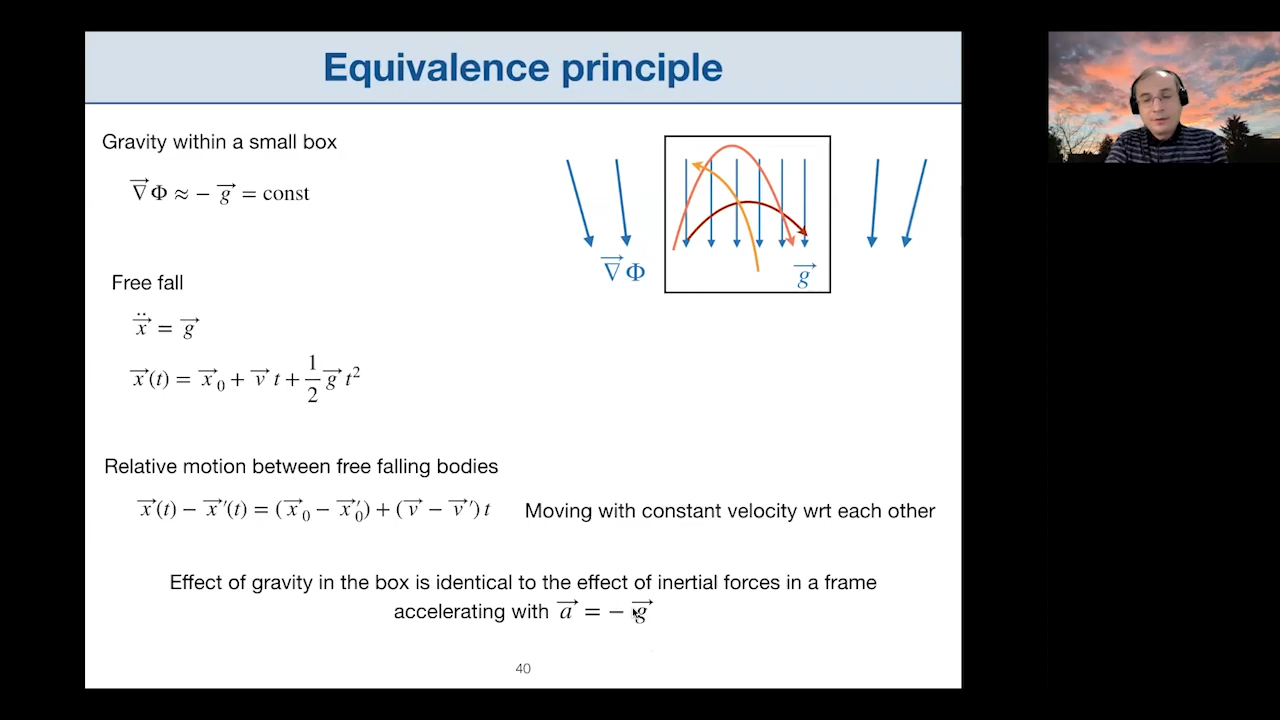 Equivalence principle
Gravity within a small box
∇⃗Φ ≈ − g⃗ = const
∇⃗Φ
g⃗
Free fall
x⃗̈ = g⃗
x⃗(t) = x⃗₀ + v⃗ t + 1/2 g⃗ t²
Relative motion between free falling bodies
x⃗(t) − x⃗′(t) = (x⃗₀ − x⃗′₀) + (v⃗ − v⃗′) t Moving with constant velocity wrt each other
Effect of gravity in the box is identical to the effect of inertial forces in a frame
accelerating with a⃗ = − g⃗
40